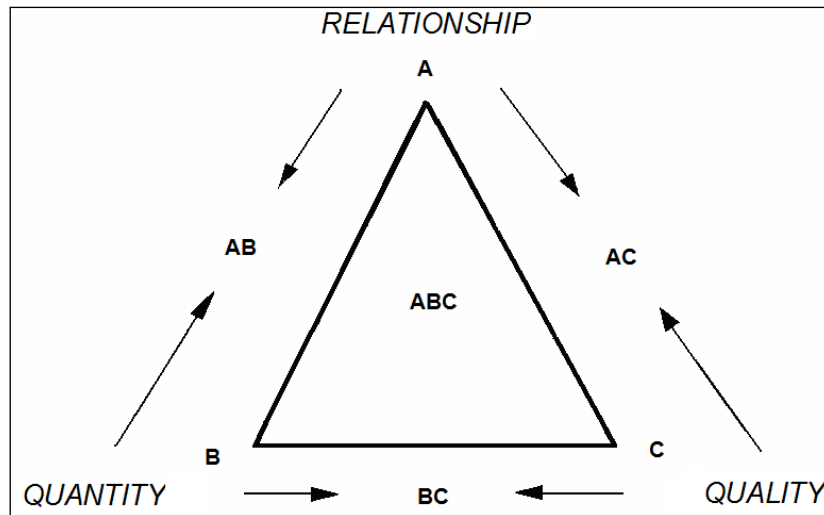 RELATIONSHIP
A
AB
AC
ABC
B
C
QUANTITY
BC
QUALITY